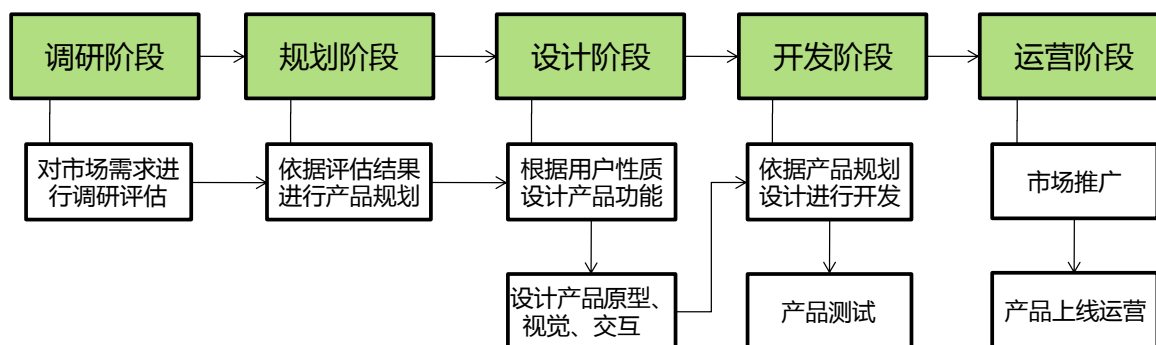 调研阶段
规划阶段
设计阶段
开发阶段
运营阶段
对市场需求进
行调研评估
依据评估结果
进行产品规划
根据用户性质
设计产品功能
依据产品规划
设计进行开发
市场推广
设计产品原型、
视觉、交互
产品测试
产品上线运营